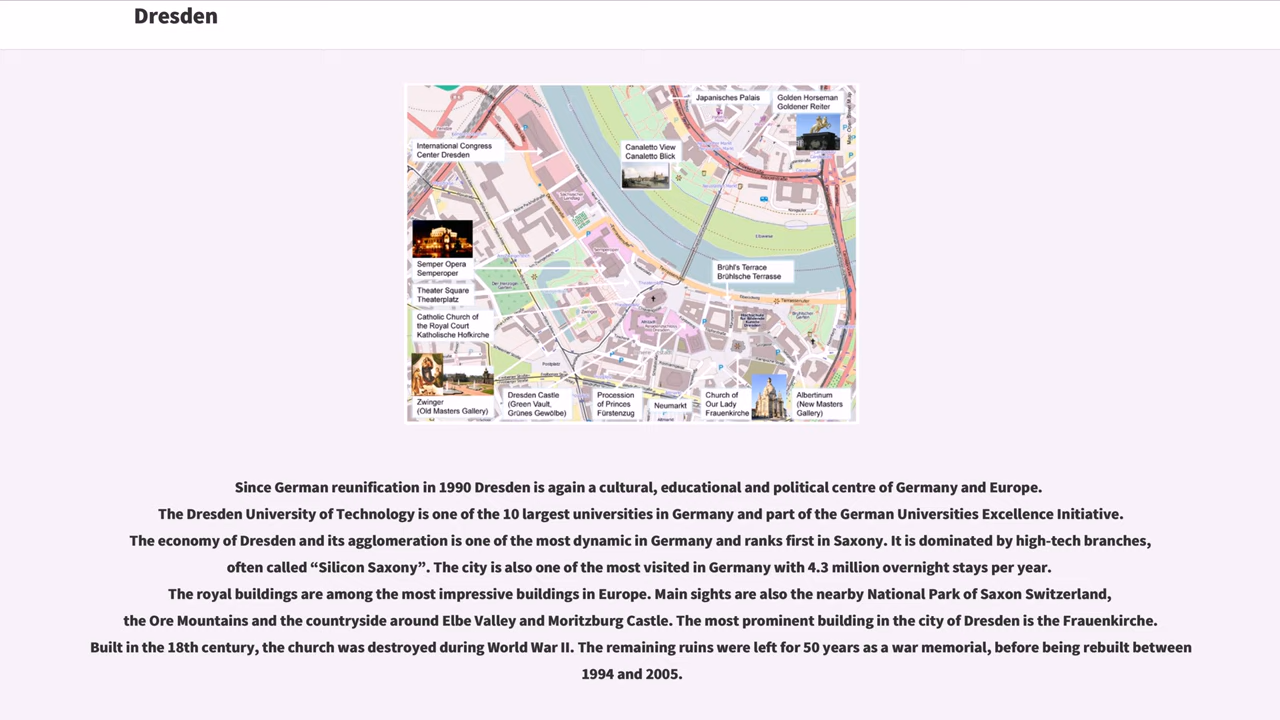 Dresden
Japanisches Palais
Golden Horseman
Goldener Reiter
International Congress
Center Dresden
Canaletto View
Canaletto Blick
Semper Opera
Semperoper
Brühl's Terrace
Brühlsche Terrasse
Theater Square
Theaterplatz
Catholic Church of
the Royal Court
Katholische Hofkirche
Zwinger
(Old Masters Gallery)
Dresden Castle
(Green Vault,
Grünes Gewölbe)
Procession
of Princes
Fürstenzug
Neumarkt
Church of
Our Lady
Frauenkirche
Albertinum
(New Masters
Gallery)
Since German reunification in 1990 Dresden is again a cultural, educational and political centre of Germany and Europe.
The Dresden University of Technology is one of the 10 largest universities in Germany and part of the German Universities Excellence Initiative.
The economy of Dresden and its agglomeration is one of the most dynamic in Germany and ranks first in Saxony. It is dominated by high-tech branches,
often called “Silicon Saxony”. The city is also one of the most visited in Germany with 4.3 million overnight stays per year.
The royal buildings are among the most impressive buildings in Europe. Main sights are also the nearby National Park of Saxon Switzerland,
the Ore Mountains and the countryside around Elbe Valley and Moritzburg Castle. The most prominent building in the city of Dresden is the Frauenkirche.
Built in the 18th century, the church was destroyed during World War II. The remaining ruins were left for 50 years as a war memorial, before being rebuilt between
1994 and 2005.